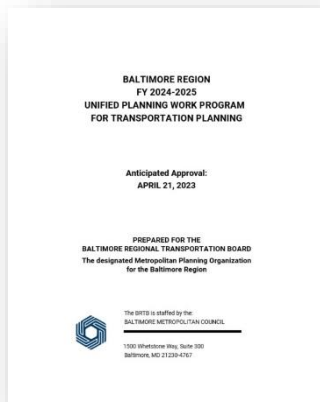 BALTIMORE REGION
FY 2024-2025
UNIFIED PLANNING WORK PROGRAM
FOR TRANSPORTATION PLANNING
Anticipated Approval:
APRIL 21, 2023
PREPARED FOR THE
BALTIMORE REGIONAL TRANSPORTATION BOARD
The designated Metropolitan Planning Organization
for the Baltimore Region
The BRTB is staffed by the
BALTIMORE METROPOLITAN COUNCIL
1500 Whetstone Way, Suite 300
Baltimore, MD 21230-4767